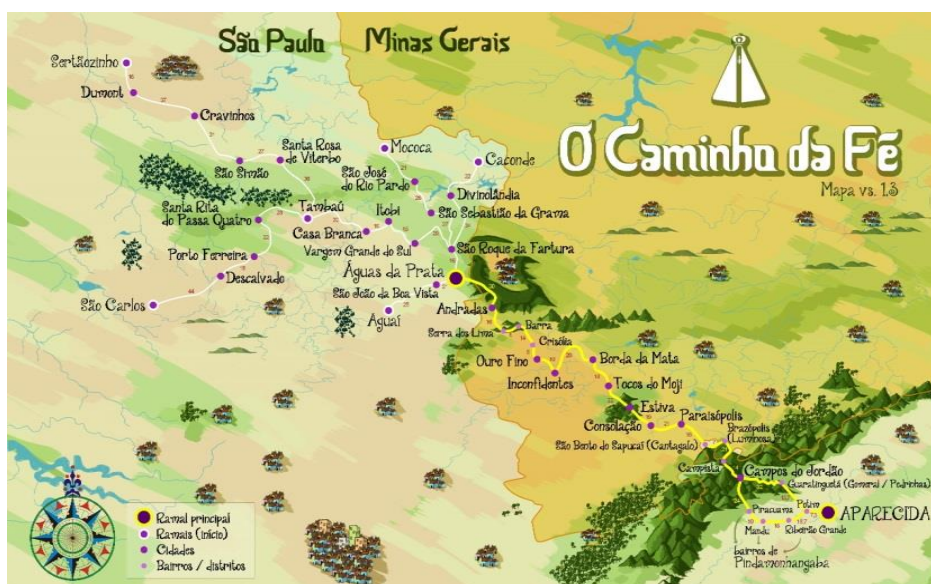 São Paulo
Minas Gerais
O Caminho da Fé
Mapa vs. 1.3
Sertãozinho
Dumont
Cravinhos
Santa Rosa
de Viterbo
São Simão
Mococa
Caconde
São José
do Rio Pardo
Divinolândia
Santa Rita
do Passa Quatro
Tambaú
Itobi
São Sebastião da Grama
Casa Branca
Vargem Grande do Sul
São Roque da Fartura
Porto Ferreira
Descalvado
Águas da Prata
São João da Boa Vista
São Carlos
Aguaí
Andradas
Serra dos Lima
Barra
Crisólia
Ouro Fino
Inconfidentes
Borda da Mata
Tocos do Moji
Estiva
Consolação
Paraisópolis
Brazópolis
(Luminosa)
São Bento do Sapucaí (Cantagalo)
Campista
Campos do Jordão
Guaratinguetá (Gomeral / Pedrinhas)
Piracuama
Potim
APARECIDA
Mandu
Ribeirão Grande
bairros de
Pindamonhangaba
Ramal principal
Ramais (início)
Cidades
Bairros / distritos